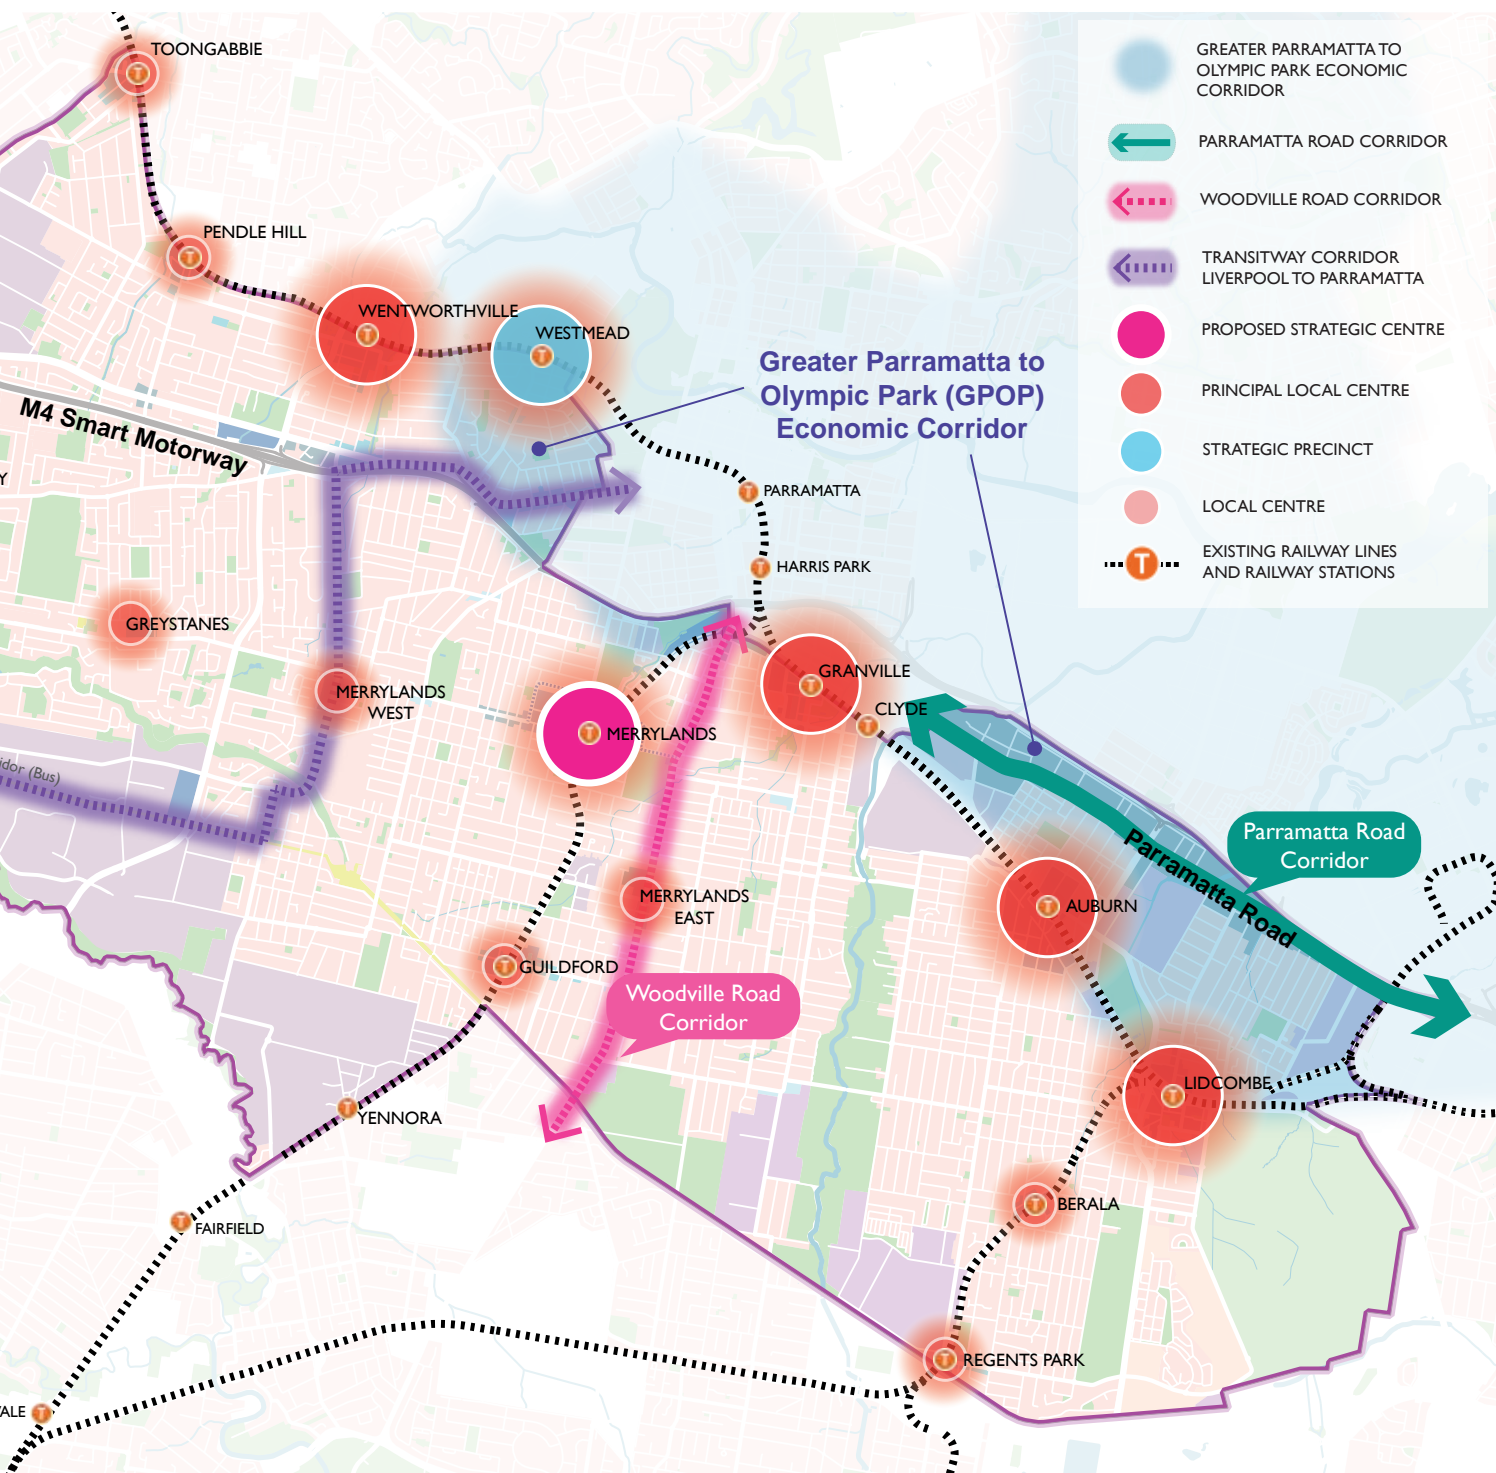 TOONGABBIE
PENDLE HILL
WENTWORTHVILLE
WESTMEAD
M4 Smart Motorway
Y
Greater Parramatta to
Olympic Park (GPOP)
Economic Corridor
PARRAMATTA
HARRIS PARK
GREYSTANES
MERRYLANDS
WEST
MERRYLANDS
GRANVILLE
CLYDE
idor (Bus)
Parramatta Road
Parramatta Road
Corridor
MERRYLANDS
EAST
AUBURN
GUILDFORD
Woodville Road
Corridor
LIDCOMBE
YENNORA
BERALA
FAIRFIELD
REGENTS PARK
VALE
GREATER PARRAMATTA TO
OLYMPIC PARK ECONOMIC
CORRIDOR
PARRAMATTA ROAD CORRIDOR
WOODVILLE ROAD CORRIDOR
TRANSITWAY CORRIDOR
LIVERPOOL TO PARRAMATTA
PROPOSED STRATEGIC CENTRE
PRINCIPAL LOCAL CENTRE
STRATEGIC PRECINCT
LOCAL CENTRE
T
EXISTING RAILWAY LINES
AND RAILWAY STATIONS